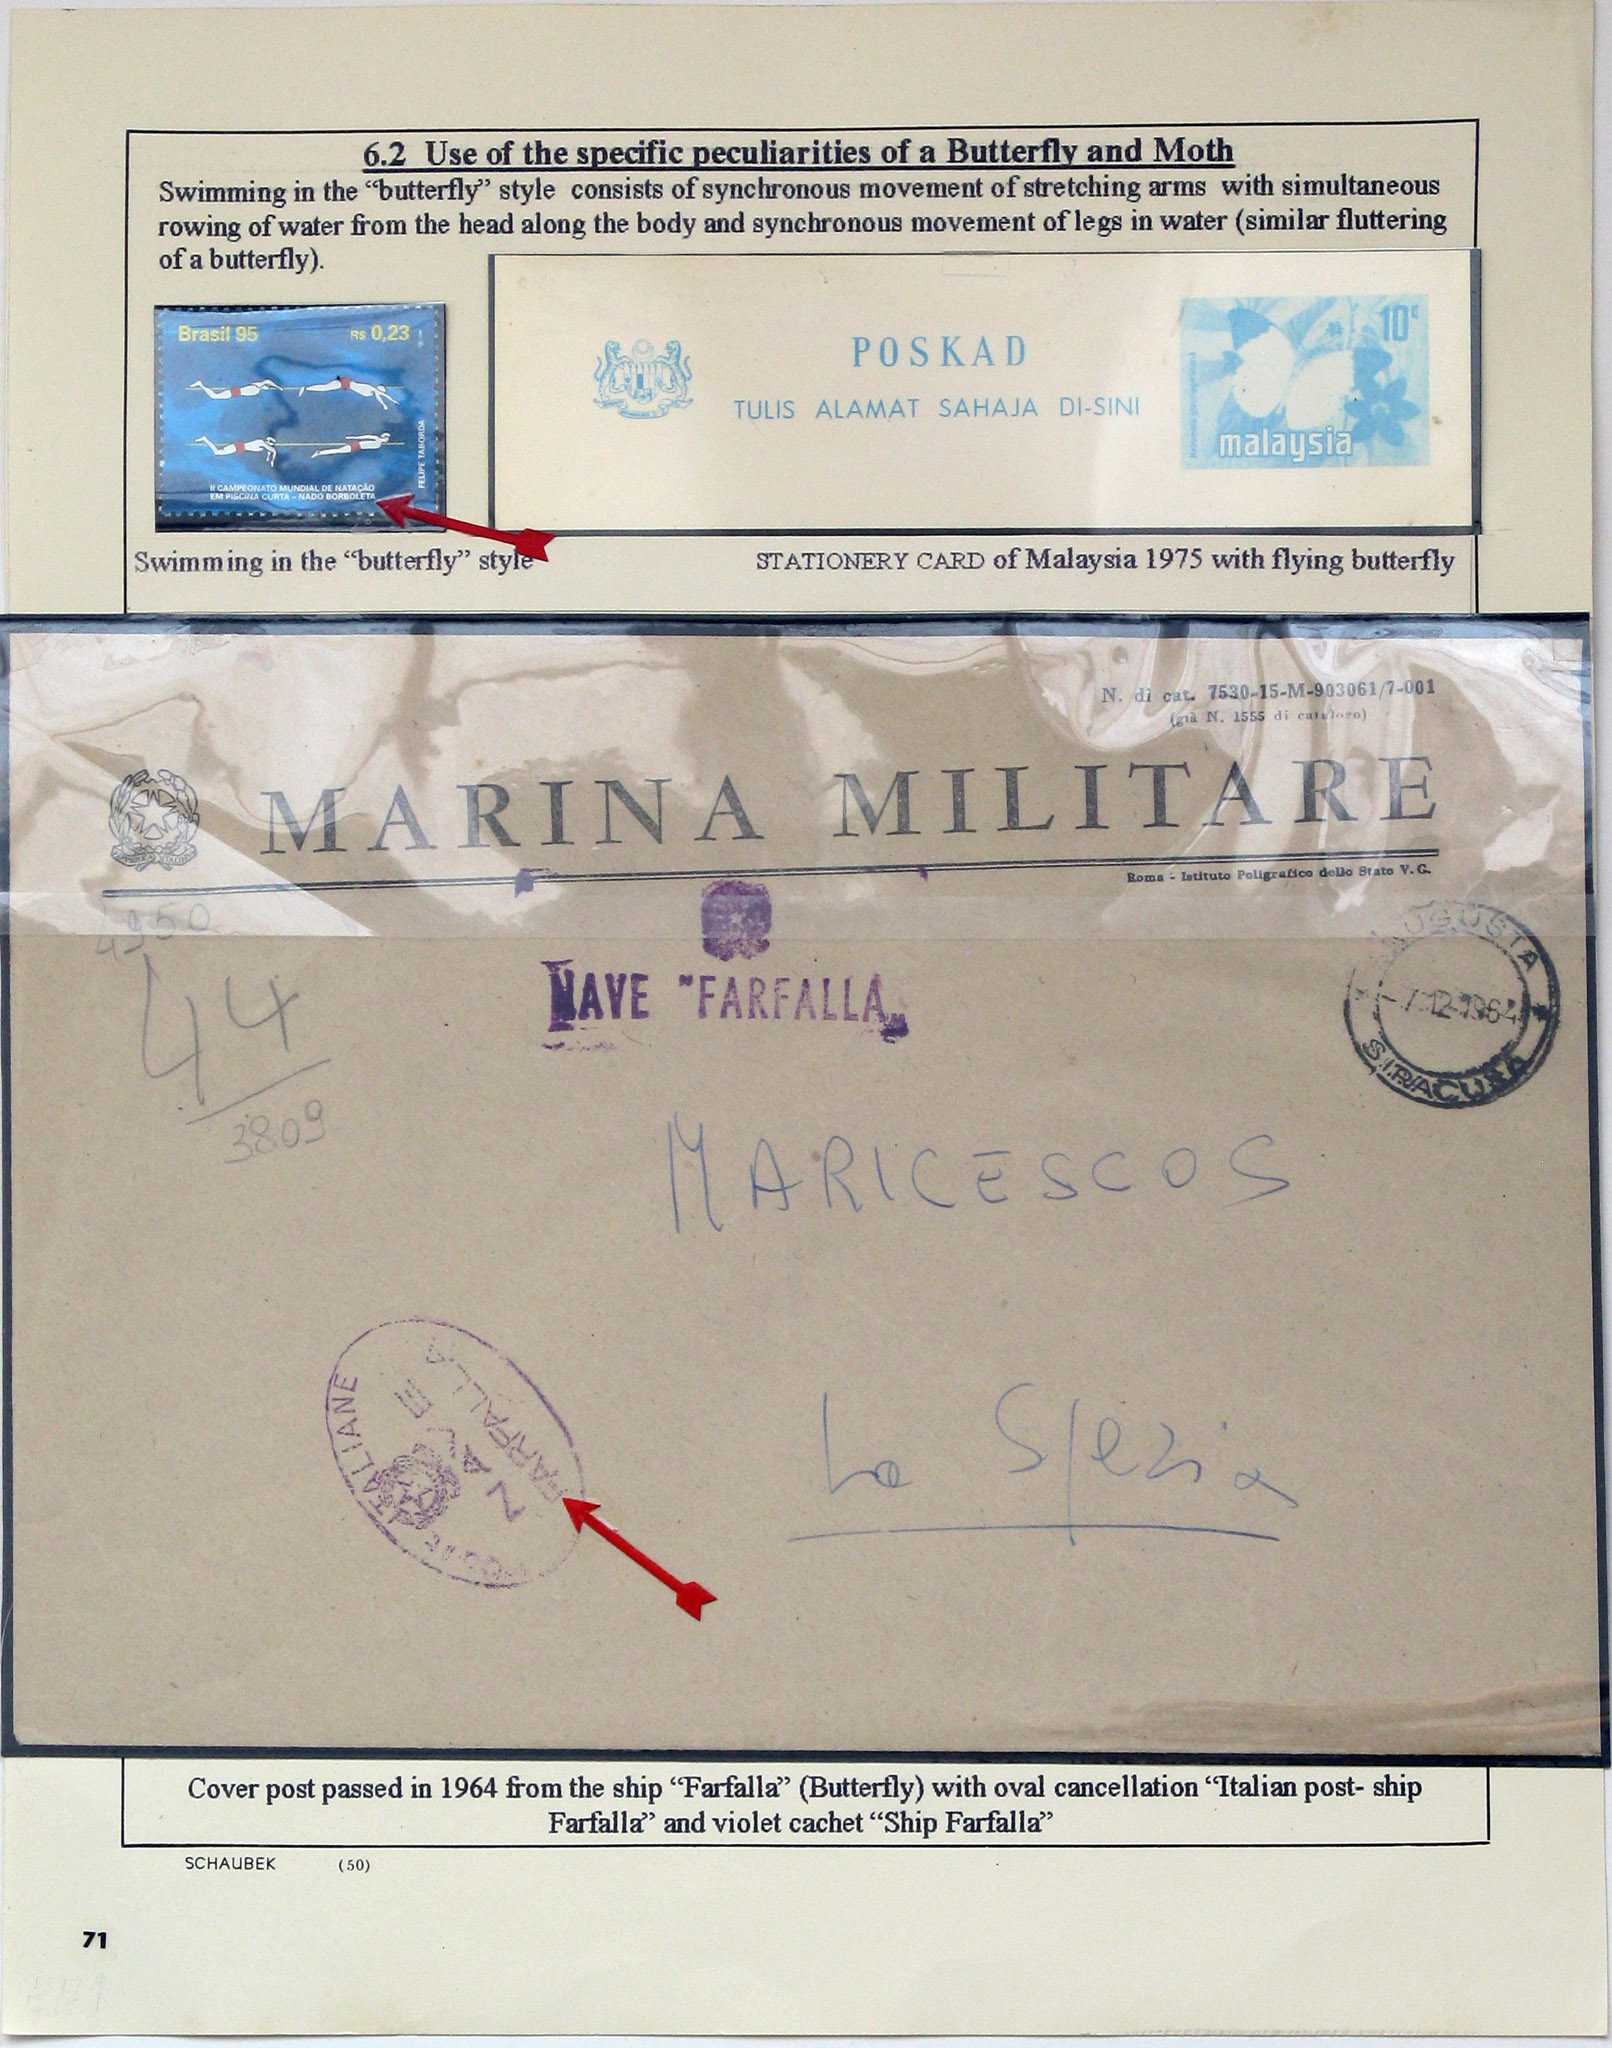 6.2 Use of the specific peculiarities of a Butterfly and Moth
Swimming in the “butterfly” style consists of synchronous movement of stretching arms with simultaneous
rowing of water from the head along the body and synchronous movement of legs in water (similar fluttering
of a butterfly).
Brasil 95 R$ 0,23
FELIPE TABORDA
II CAMPEONATO MUNDIAL DE NATAÇÃO
EM PISCINA CURTA - NADO BORBOLETA
POSKAD
TULIS ALAMAT SAHAJA DI-SINI
10c
malaysia
Swimming in the “butterfly” style
STATIONERY CARD of Malaysia 1975 with flying butterfly
N. di cat. 7530-15-M-903061/7-001
(già N. 1555 di catalogo)
MARINA MILITARE
Roma - Istituto Poligrafico dello Stato V. C.
4950
44
3809
NAVE "FARFALLA"
AUGUSTA
7.12.1964
SIRACUSA
MARICESCOS
La Spezia
ITALIANE
NAVE
FARFALLA
Cover post passed in 1964 from the ship “Farfalla” (Butterfly) with oval cancellation “Italian post- ship
Farfalla” and violet cachet “Ship Farfalla”
SCHAUBEK (50)
71